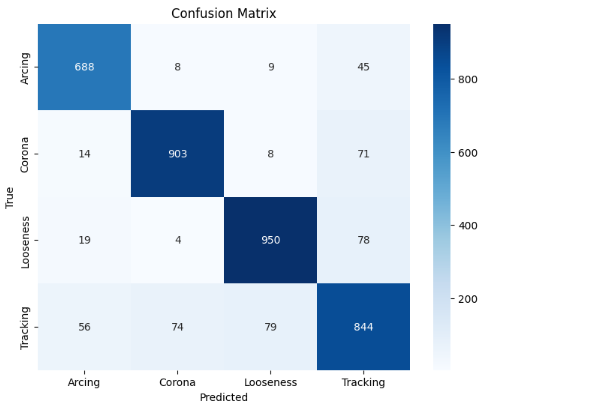 Confusion Matrix
Arcing 688 8 9 45
Corona 14 903 8 71
Looseness 19 4 950 78
Tracking 56 74 79 844
Arcing Corona Looseness Tracking
Predicted
True
800
600
400
200